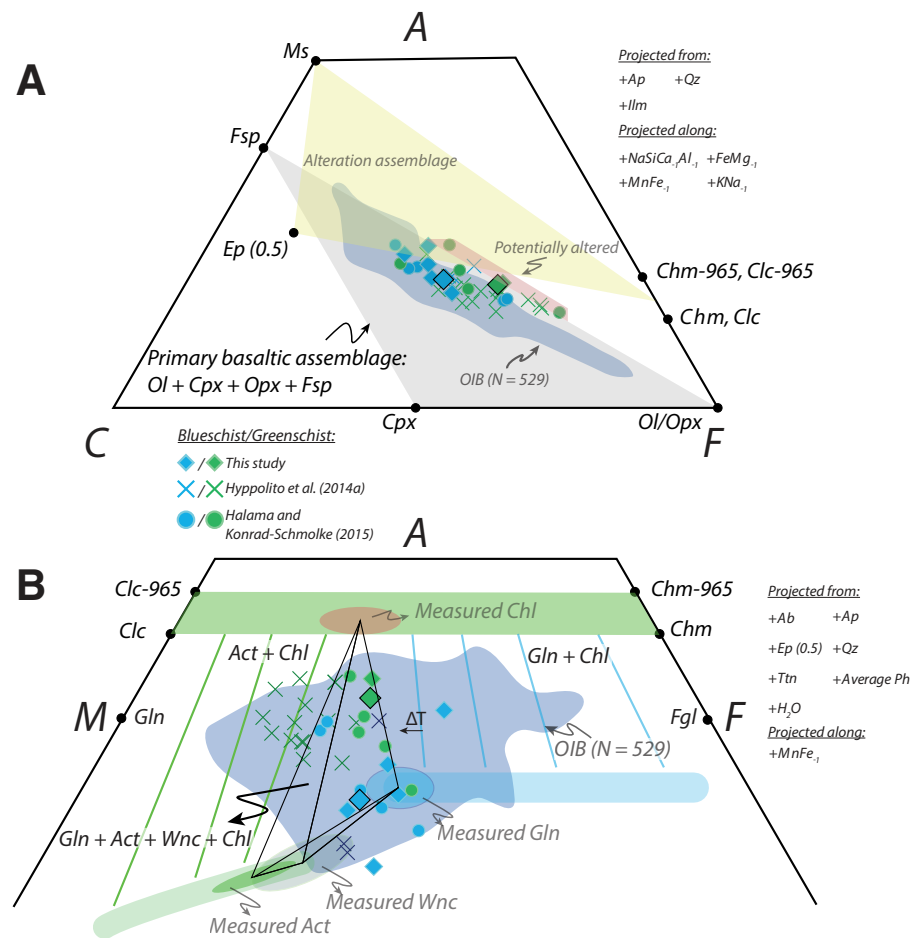 A
A
Ms
Projected from:
+Ap +Qz
+Ilm
Projected along:
+NaSiCa-1Al-1 +FeMg-1
+MnFe-1 +KNa-1
Fsp
Alteration assemblage
Ep (0.5)
Potentially altered
Chm-965, Clc-965
Chm, Clc
Primary basaltic assemblage:
Ol + Cpx + Opx + Fsp
OIB (N = 529)
C
Cpx
Ol/Opx
F
Blueschist/Greenschist:
/ This study
/ Hyppolito et al. (2014a)
/ Halama and
Konrad-Schmolke (2015)
B
A
Clc-965
Chm-965
Measured Chl
Clc
Chm
Projected from:
+Ab +Ap
+Ep (0.5) +Qz
+Ttn +Average Ph
+H2O
Projected along:
+MnFe-1
Act + Chl
Gln + Chl
M
Gln
ΔT
Fgl
F
OIB (N = 529)
Gln + Act + Wnc + Chl
Measured Gln
Measured Wnc
Measured Act